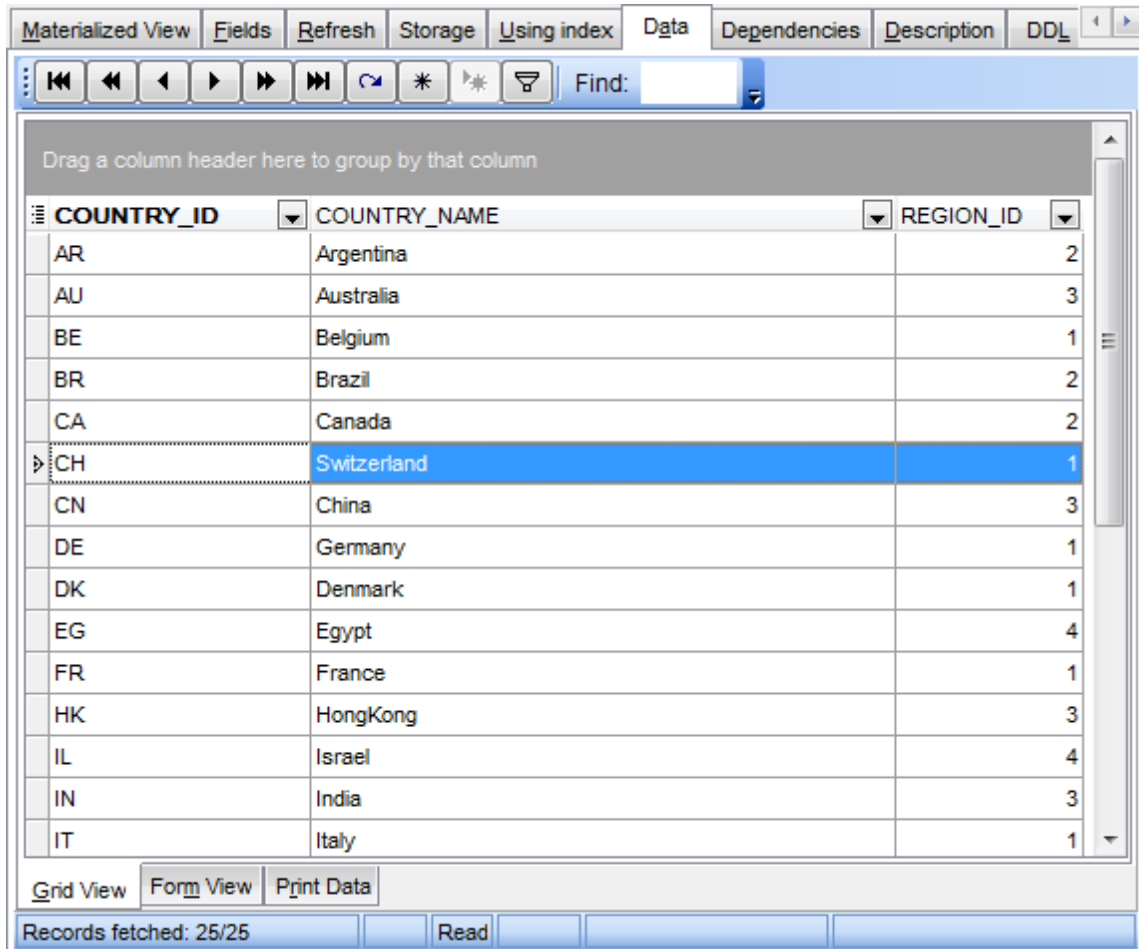 Materialized View Fields Refresh Storage Using index Data Dependencies Description DDL
Find:
Drag a column header here to group by that column
COUNTRY_ID COUNTRY_NAME REGION_ID
AR Argentina 2
AU Australia 3
BE Belgium 1
BR Brazil 2
CA Canada 2
CH Switzerland 1
CN China 3
DE Germany 1
DK Denmark 1
EG Egypt 4
FR France 1
HK HongKong 3
IL Israel 4
IN India 3
IT Italy 1
Grid View Form View Print Data
Records fetched: 25/25 Read